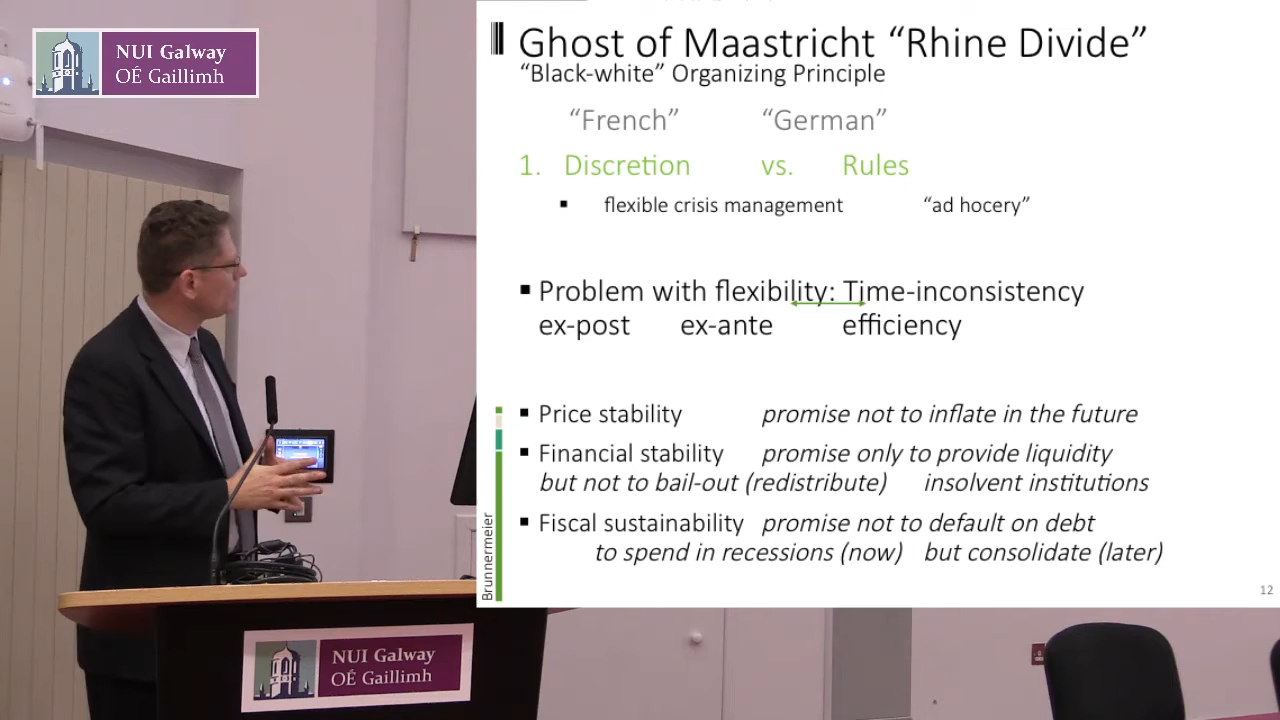 NUI Galway
OÉ Gaillimh
Ghost of Maastricht “Rhine Divide”
“Black-white” Organizing Principle
“French” “German”
1. Discretion vs. Rules
▪ flexible crisis management “ad hocery”
▪ Problem with flexibility: Time-inconsistency
ex-post ex-ante efficiency
▪ Price stability promise not to inflate in the future
▪ Financial stability promise only to provide liquidity
but not to bail-out (redistribute) insolvent institutions
▪ Fiscal sustainability promise not to default on debt
to spend in recessions (now) but consolidate (later)
Brunnermeier
12
NUI Galway
OÉ Gaillimh